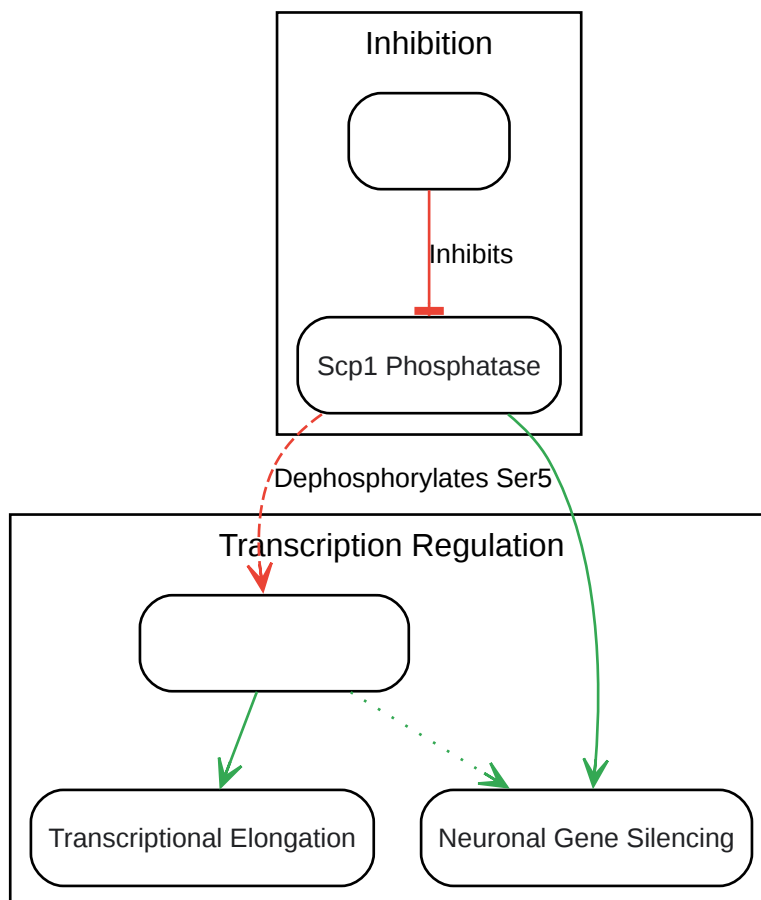 Inhibition
Inhibits
Scp1 Phosphatase
Dephosphorylates Ser5
Transcription Regulation
Transcriptional Elongation
Neuronal Gene Silencing